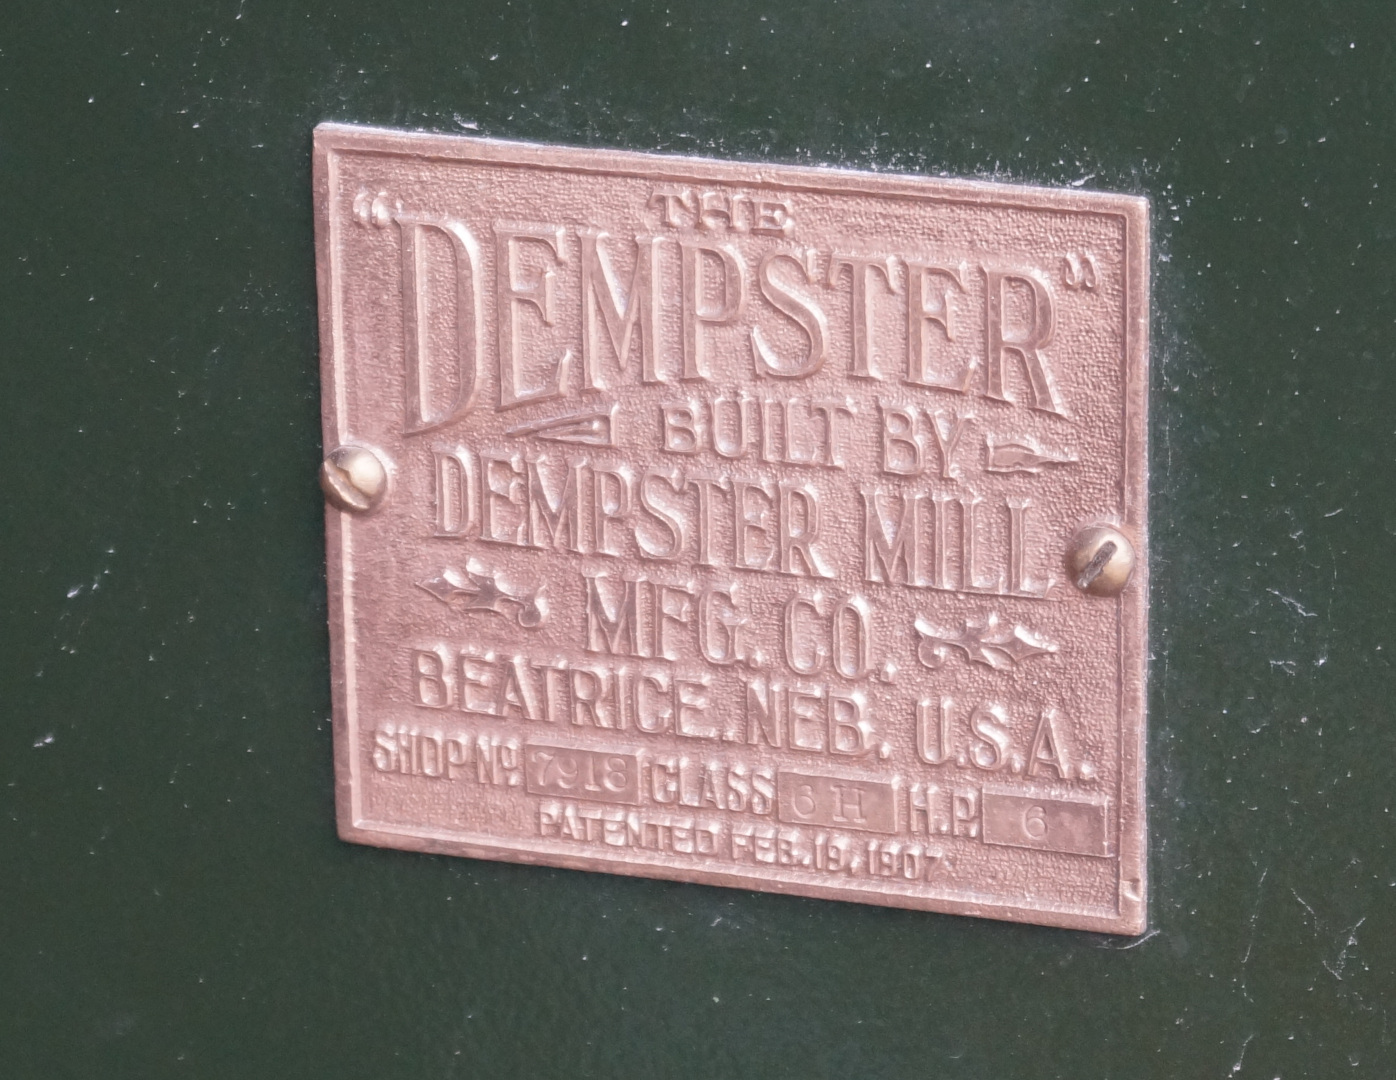 THE
"DEMPSTER"
BUILT BY
DEMPSTER MILL
MFG. CO.
BEATRICE. NEB. U.S.A.
SHOP No 7918 CLASS 6 H H.P. 6
PATENTED FEB. 19, 1907